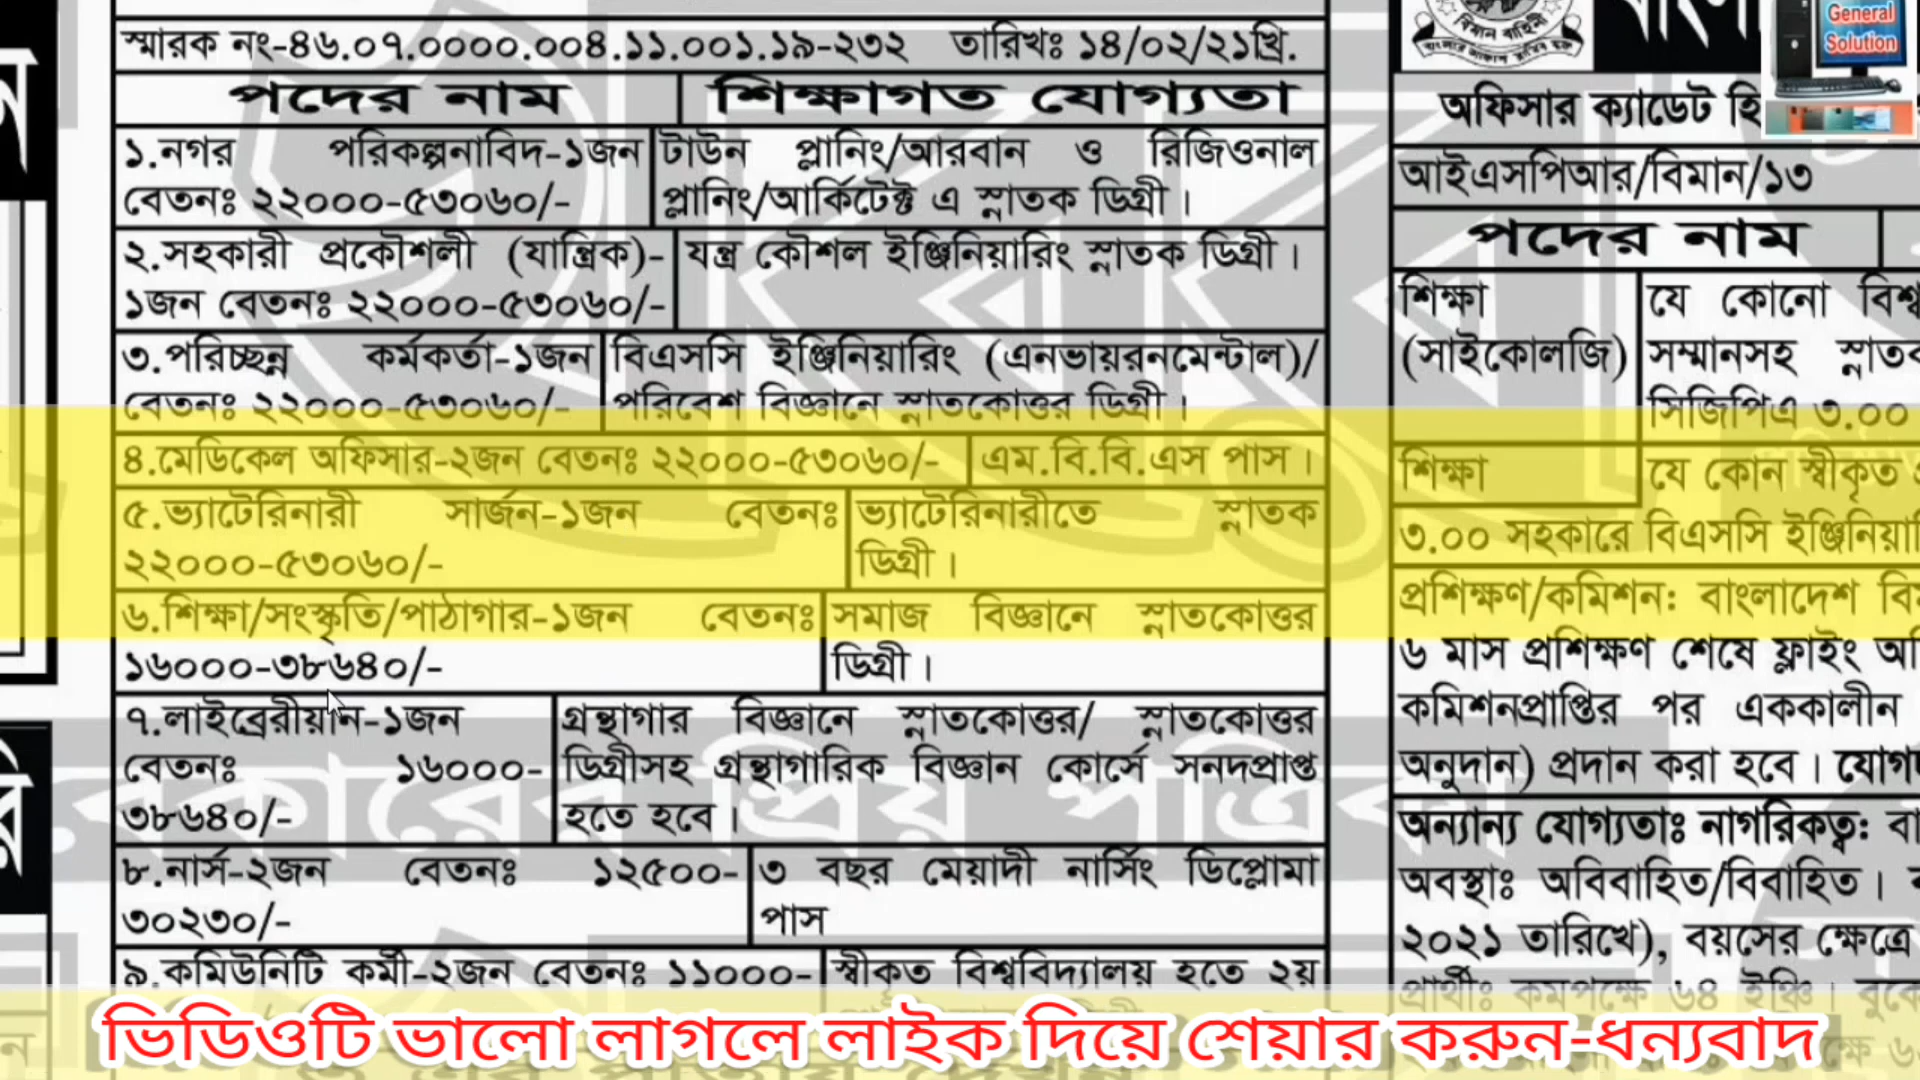 স্মারক নং-৪৬.০৭.০০০০.০০৪.১১.০০১.১৯-২৩২ তারিখঃ ১৪/০২/২১খ্রি.
পদের নাম শিক্ষাগত যোগ্যতা
১.নগর পরিকল্পনাবিদ-১জন
বেতনঃ ২২০০০-৫৩০৬০/-
টাউন প্লানিং/আরবান ও রিজিওনাল
প্লানিং/আর্কিটেক্ট এ স্নাতক ডিগ্রী।
২.সহকারী প্রকৌশলী (যান্ত্রিক)-
১জন বেতনঃ ২২০০০-৫৩০৬০/-
যন্ত্র কৌশল ইঞ্জিনিয়ারিং স্নাতক ডিগ্রী।
৩.পরিচ্ছন্ন কর্মকর্তা-১জন
বেতনঃ ২২০০০-৫৩০৬০/-
বিএসসি ইঞ্জিনিয়ারিং (এনভায়রনমেন্টাল)/
পরিবেশ বিজ্ঞানে স্নাতকোত্তর ডিগ্রী।
৪.মেডিকেল অফিসার-২জন বেতনঃ ২২০০০-৫৩০৬০/- এম.বি.বি.এস পাস।
৫.ভ্যাটেরিনারী সার্জন-১জন বেতনঃ
২২০০০-৫৩০৬০/-
ভ্যাটেরিনারীতে স্নাতক
ডিগ্রী।
৬.শিক্ষা/সংস্কৃতি/পাঠাগার-১জন বেতনঃ
১৬০০০-৩৮৬৪০/-
সমাজ বিজ্ঞানে স্নাতকোত্তর
ডিগ্রী।
৭.লাইব্রেরীয়ান-১জন
বেতনঃ ১৬০০০-
৩৮৬৪০/-
গ্রন্থাগার বিজ্ঞানে স্নাতকোত্তর/ স্নাতকোত্তর
ডিগ্রীসহ গ্রন্থাগারিক বিজ্ঞান কোর্সে সনদপ্রাপ্ত
হতে হবে।
৮.নার্স-২জন বেতনঃ ১২৫০০-
৩০২৩০/-
৩ বছর মেয়াদী নার্সিং ডিপ্লোমা
পাস
৯.কমিউনিটি কর্মী-২জন বেতনঃ ১১০০০-
স্বীকৃত বিশ্ববিদ্যালয় হতে ২য়
General
Solution
বিমান বাহিনী
অফিসার ক্যাডেট
আইএসপিআর/বিমান/১৩
পদের নাম
শিক্ষা
(সাইকোলজি)
যে কোনো
সম্মানসহ
সিজিপিএ ৩.০০
শিক্ষা
যে কোন স্বীকৃত
৩.০০ সহকারে বিএসসি
প্রশিক্ষণ/কমিশন: বাংলাদেশ
৬ মাস প্রশিক্ষণ শেষে ফ্লাইং
কমিশনপ্রাপ্তির পর এককালীন
অনুদান) প্রদান করা হবে।
অন্যান্য যোগ্যতাঃ নাগরিকত্ব:
অবস্থাঃ অবিবাহিত/বিবাহিত।
২০২১ তারিখে), বয়সের ক্ষেত্রে
প্রার্থীঃ কমপক্ষে ৬৪ ইঞ্চি।
ভিডিওটি ভালো লাগলে লাইক দিয়ে শেয়ার করুন-ধন্যবাদ